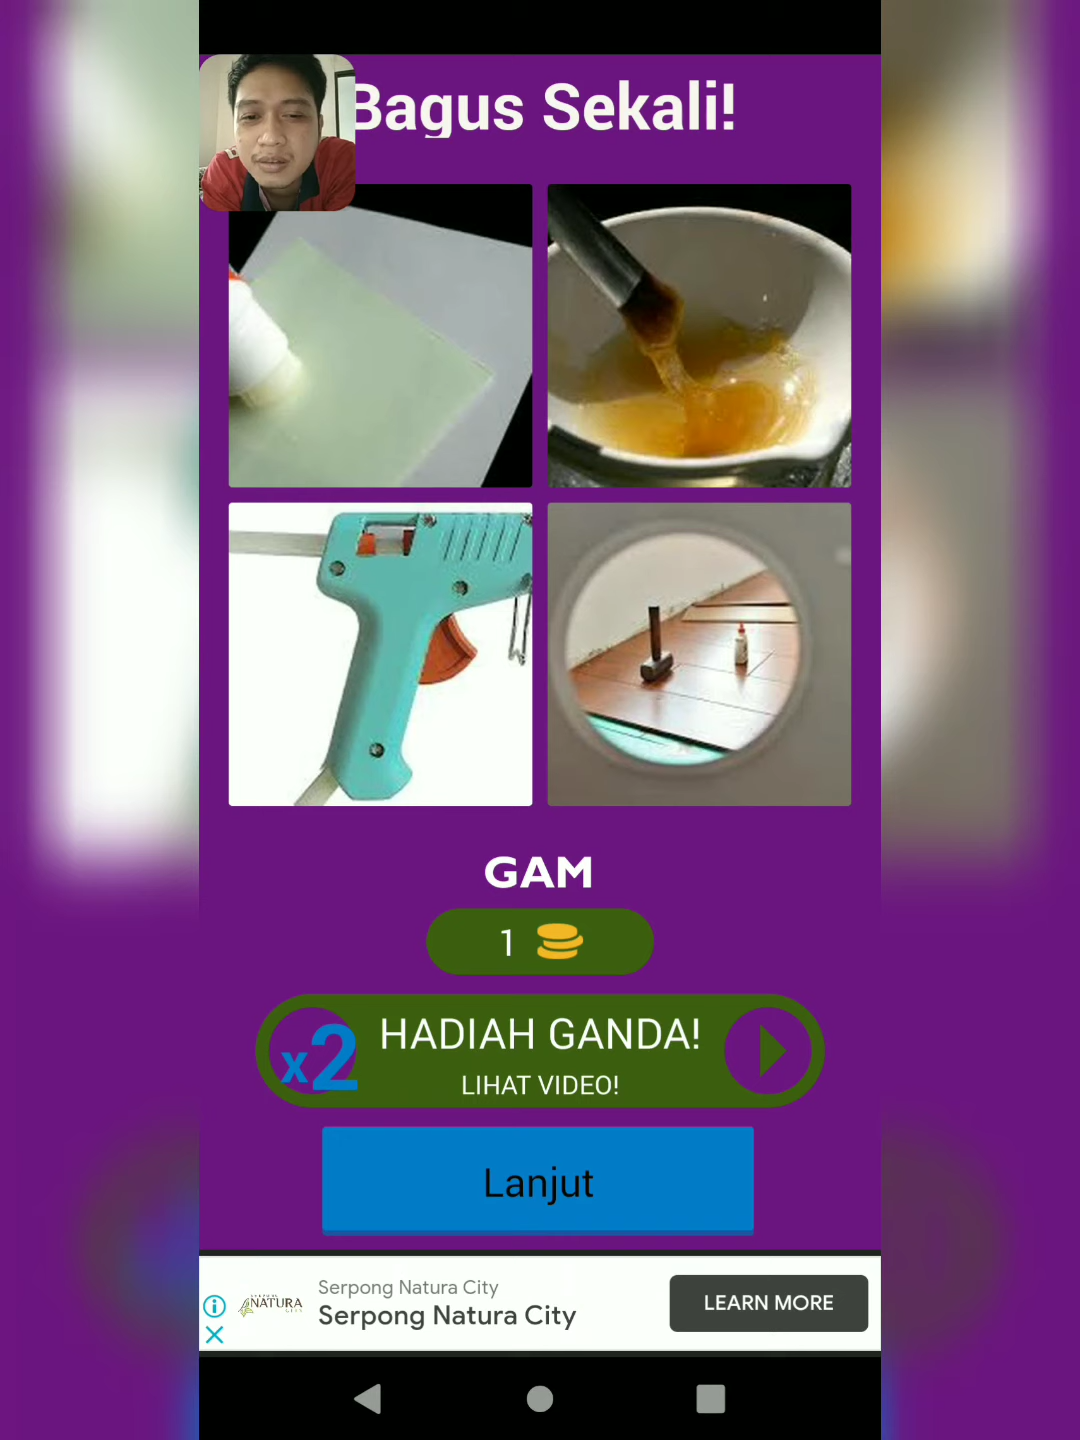 Bagus Sekali!
GAM
1
x2
HADIAH GANDA!
LIHAT VIDEO!
Lanjut
Serpong Natura City
NATURA
Serpong Natura City
LEARN MORE